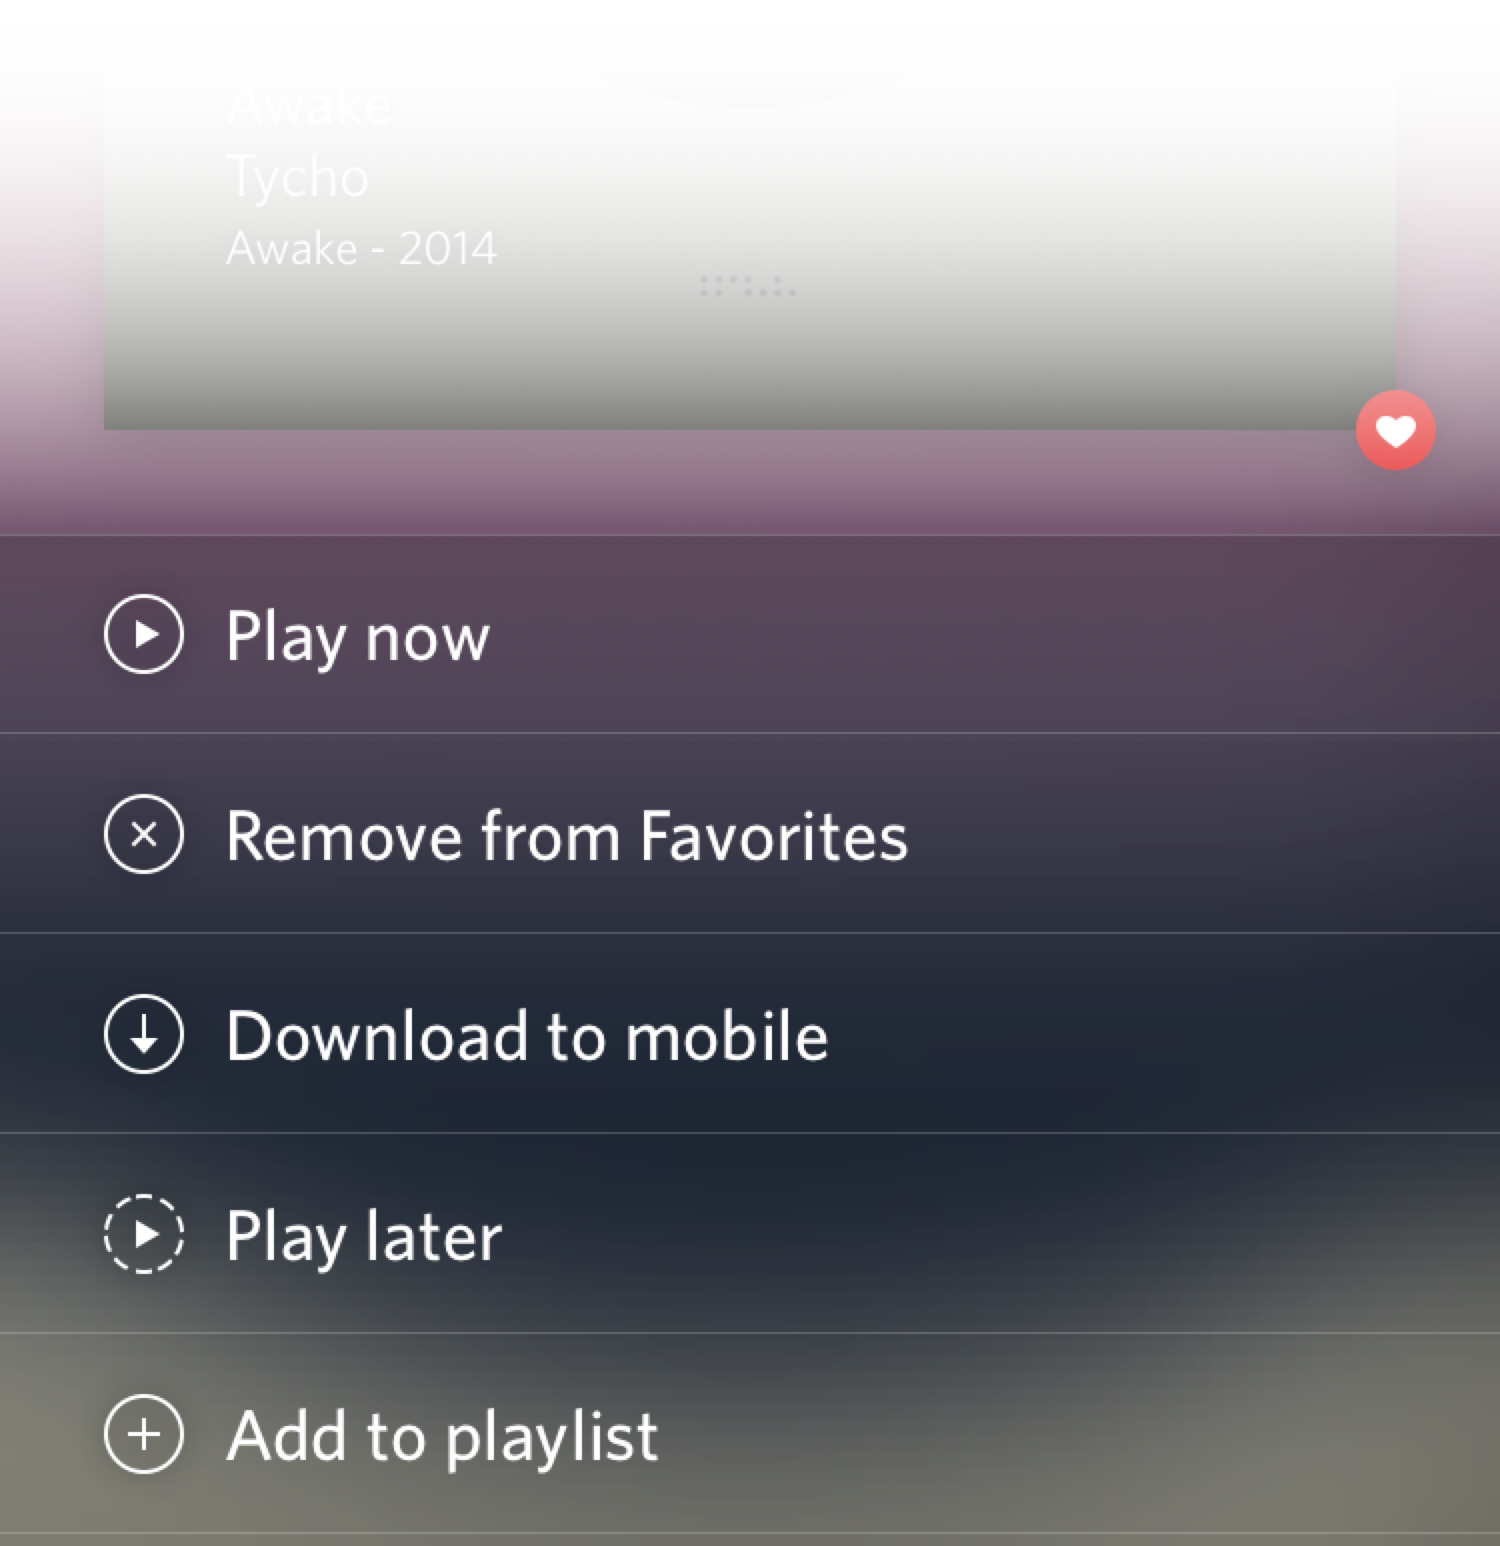 Awake
Tycho
Awake - 2014
Play now
Remove from Favorites
Download to mobile
Play later
Add to playlist